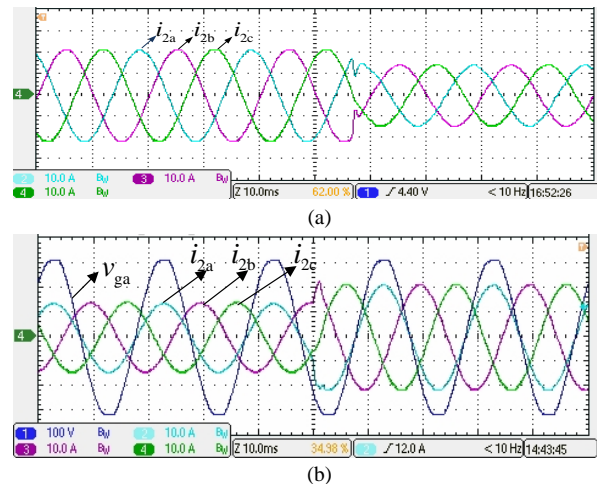 i2a i2b i2c
4
2 10.0 A BW 3 10.0 A BW
4 10.0 A BW
Z 10.0ms 62.00 % 1 4.40 V < 10 Hz 16:52:26
(a)
vga i2a i2b i2c
4
1 100 V BW 2 10.0 A BW
3 10.0 A BW 4 10.0 A BW
Z 10.0ms 34.98 % 2 12.0 A < 10 Hz 14:43:45
(b)